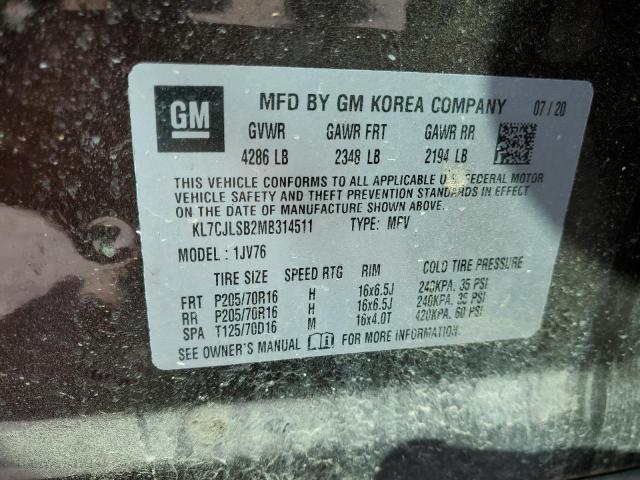 GM
MFD BY GM KOREA COMPANY 07/20
GVWR GAWR FRT GAWR RR
4286 LB 2348 LB 2194 LB
THIS VEHICLE CONFORMS TO ALL APPLICABLE U.S. FEDERAL MOTOR
VEHICLE SAFETY AND THEFT PREVENTION STANDARDS IN EFFECT
ON THE DATE OF MANUFACTURE SHOWN ABOVE.
KL7CJLSB2MB314511 TYPE: MPV
MODEL: 1JV76
TIRE SIZE SPEED RTG RIM COLD TIRE PRESSURE
FRT P205/70R16 H 16x6.5J 240KPA, 35 PSI
RR P205/70R16 H 16x6.5J 240KPA, 35 PSI
SPA T125/70D16 M 16x4.0T 420KPA, 60 PSI
SEE OWNER'S MANUAL FOR MORE INFORMATION.